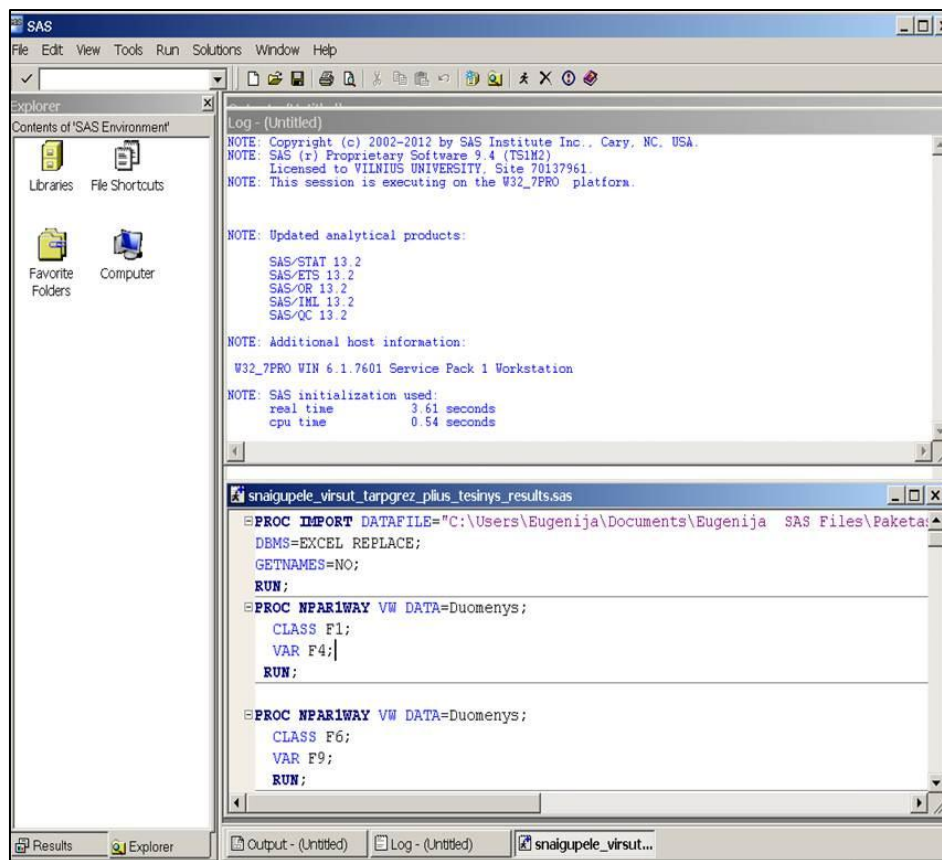 SAS
File Edit View Tools Run Solutions Window Help
Explorer
Contents of 'SAS Environment'
Libraries
File Shortcuts
Favorite Folders
Computer
Log - (Untitled)
NOTE: Copyright (c) 2002-2012 by SAS Institute Inc., Cary, NC, USA.
NOTE: SAS (r) Proprietary Software 9.4 (TS1M2)
Licensed to VILNIUS UNIVERSITY, Site 70137961.
NOTE: This session is executing on the W32_7PRO platform.
NOTE: Updated analytical products:
SAS/STAT 13.2
SAS/ETS 13.2
SAS/OR 13.2
SAS/IML 13.2
SAS/QC 13.2
NOTE: Additional host information:
W32_7PRO WIN 6.1.7601 Service Pack 1 Workstation
NOTE: SAS initialization used:
real time 3.61 seconds
cpu time 0.54 seconds
snaigupele_virsut_tarpgrez_plius_tesinys_results.sas
PROC IMPORT DATAFILE="C:\Users\Eugenija\Documents\Eugenija SAS Files\Paketas
DBMS=EXCEL REPLACE;
GETNAMES=NO;
RUN;
PROC NPAR1WAY VW DATA=Duomenys;
CLASS F1;
VAR F4;
RUN;
PROC NPAR1WAY VW DATA=Duomenys;
CLASS F6;
VAR F9;
RUN;
Results
Explorer
Output - (Untitled)
Log - (Untitled)
snaigupele_virsut...